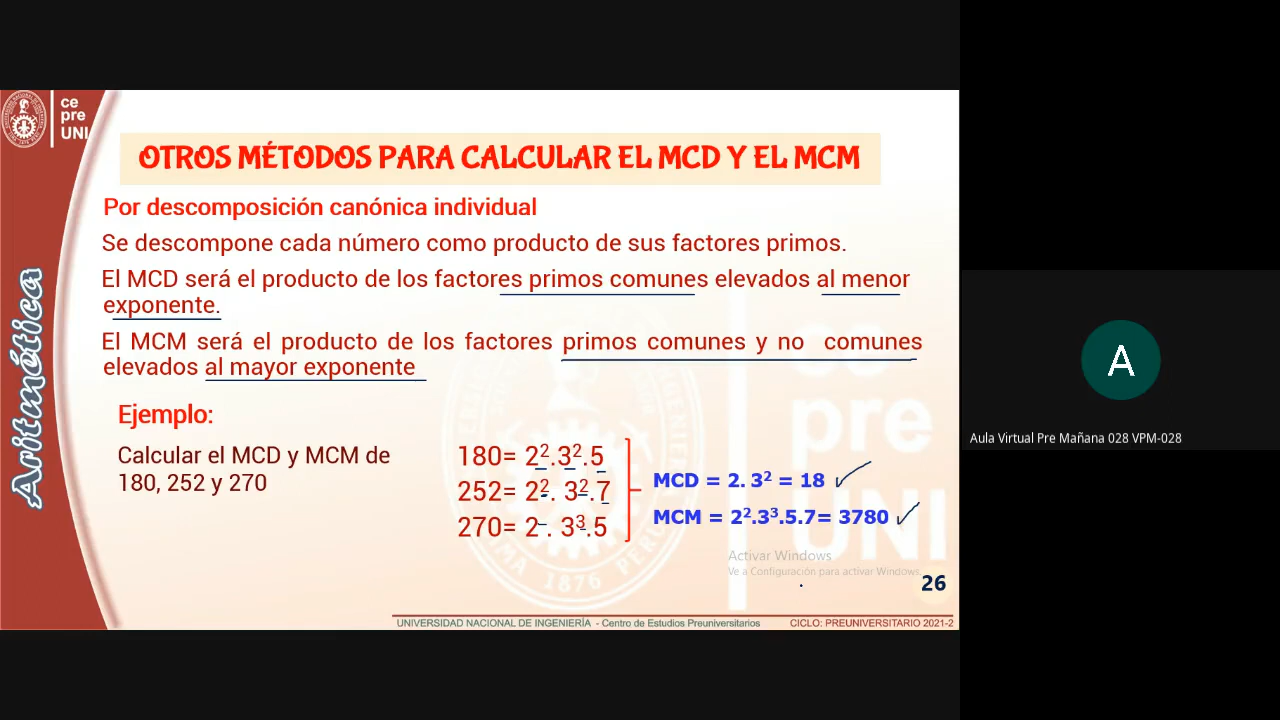 ce
pre
UNI
OTROS MÉTODOS PARA CALCULAR EL MCD Y EL MCM
Por descomposición canónica individual
Se descompone cada número como producto de sus factores primos.
El MCD será el producto de los factores primos comunes elevados al menor
exponente.
El MCM será el producto de los factores primos comunes y no comunes
elevados al mayor exponente
Ejemplo:
Calcular el MCD y MCM de
180, 252 y 270
180= 2².3².5
252= 2². 3².7
270= 2 . 3³.5
MCD = 2. 3² = 18
MCM = 2².3³.5.7= 3780
Aritmética
ce
pre
UNI
1876
Activar Windows
Ve a Configuración para activar Windows.
26
UNIVERSIDAD NACIONAL DE INGENIERÍA - Centro de Estudios Preuniversitarios
CICLO: PREUNIVERSITARIO 2021-2
A
Aula Virtual Pre Mañana 028 VPM-028